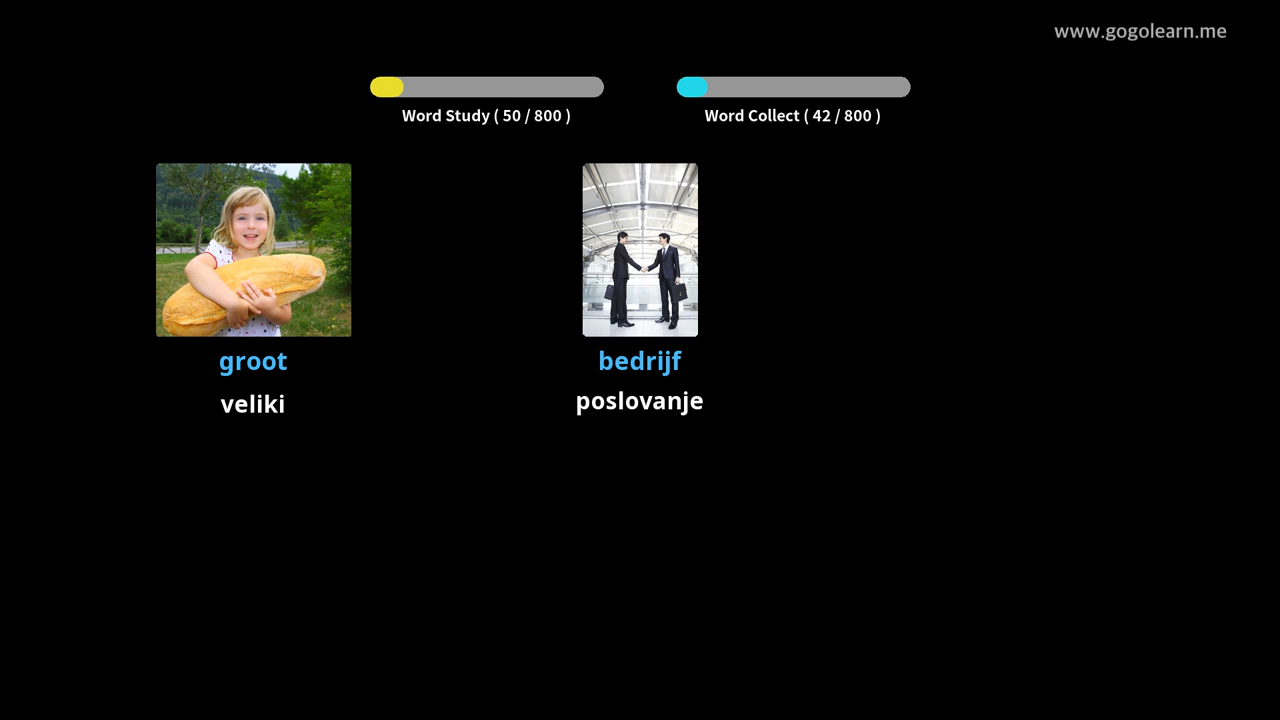 www.gogolearn.me
Word Study ( 50 / 800 )
Word Collect ( 42 / 800 )
groot
bedrijf
veliki
poslovanje